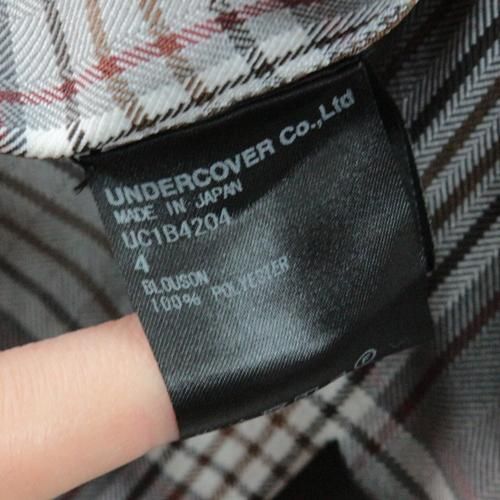 UNDERCOVER Co.,Ltd
MADE IN JAPAN
UC1B4204
4
BLOUSON
100% POLYESTER